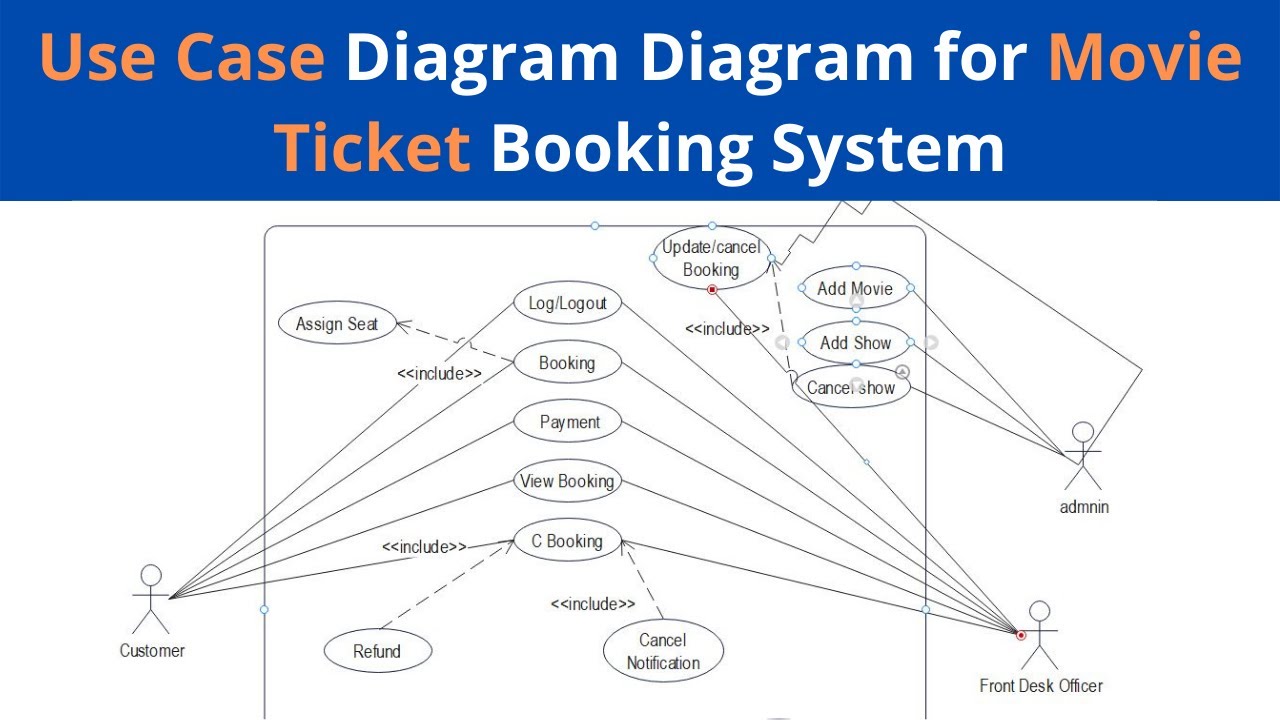 Use Case Diagram Diagram for Movie
Ticket Booking System
Update/cancel
Booking
Add Movie
Log/Logout
Assign Seat
<<include>>
Add Show
Booking
<<include>>
Cancel show
Payment
View Booking
admnin
C Booking
<<include>>
<<include>>
Customer
Refund
Cancel
Notification
Front Desk Officer